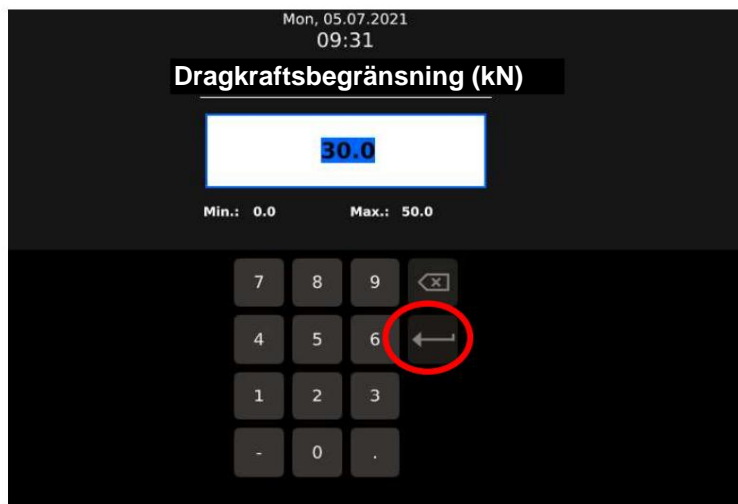 Mon, 05.07.2021
09:31
Dragkraftsbegränsning (kN)
30.0
Min.: 0.0 Max.: 50.0
7 8 9
4 5 6
1 2 3
- 0 .